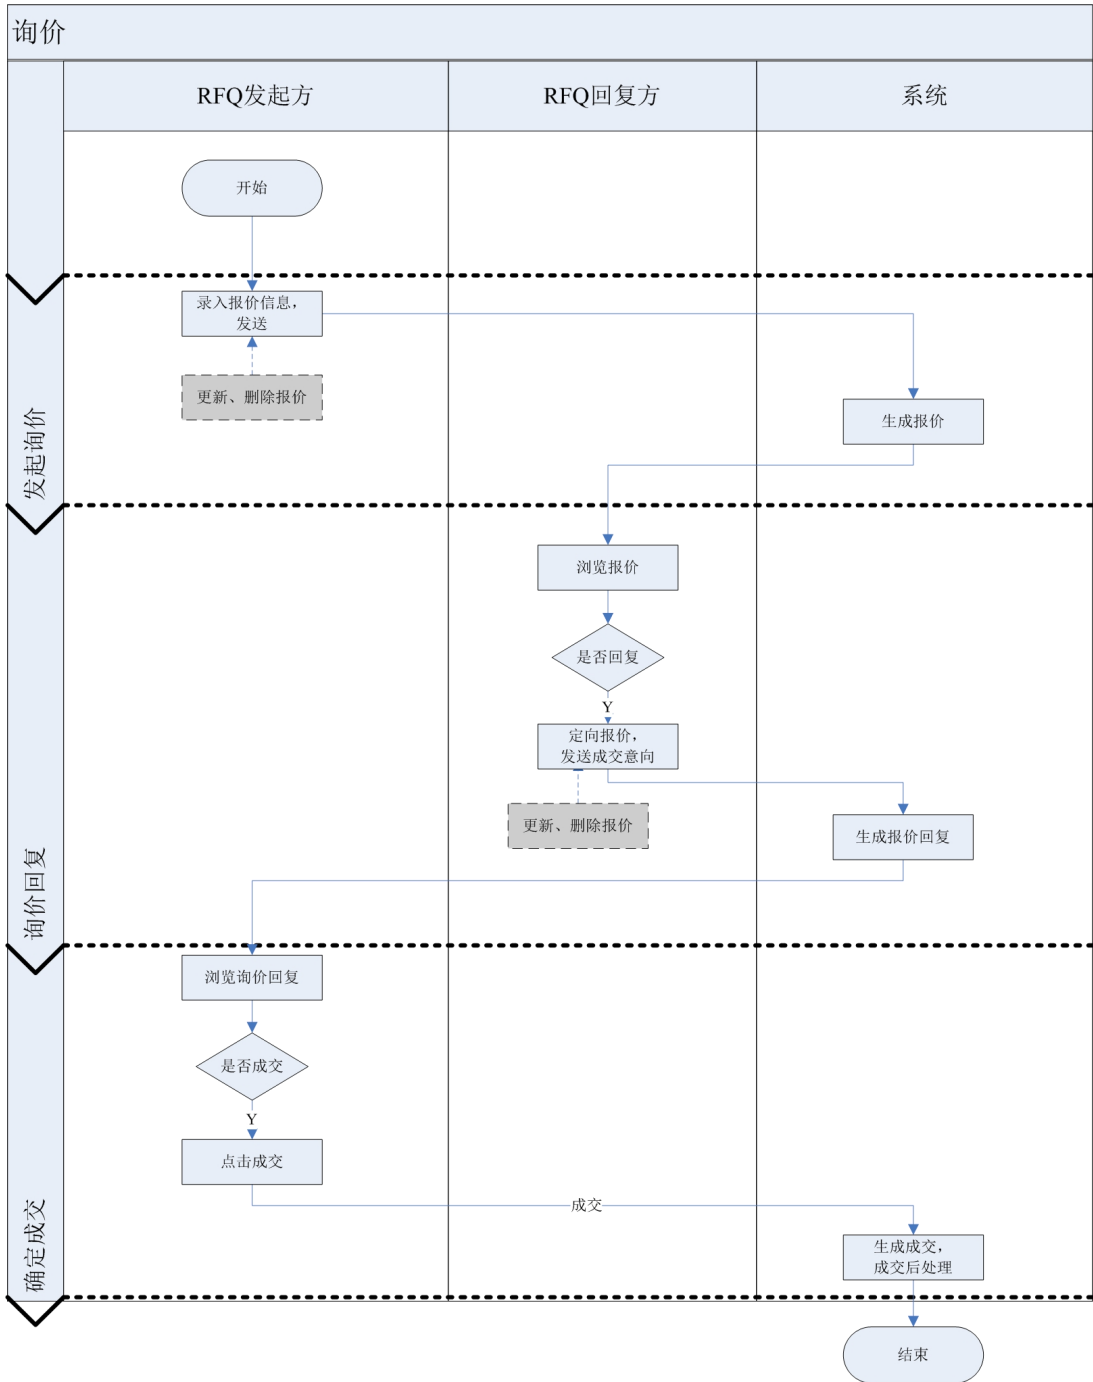 询价
RFQ发起方
RFQ回复方
系统
开始
发起询价
录入报价信息，
发送
更新、删除报价
生成报价
询价回复
浏览报价
是否回复
Y
定向报价，
发送成交意向
更新、删除报价
生成报价回复
确定成交
浏览询价回复
是否成交
Y
点击成交
成交
生成成交，
成交后处理
结束